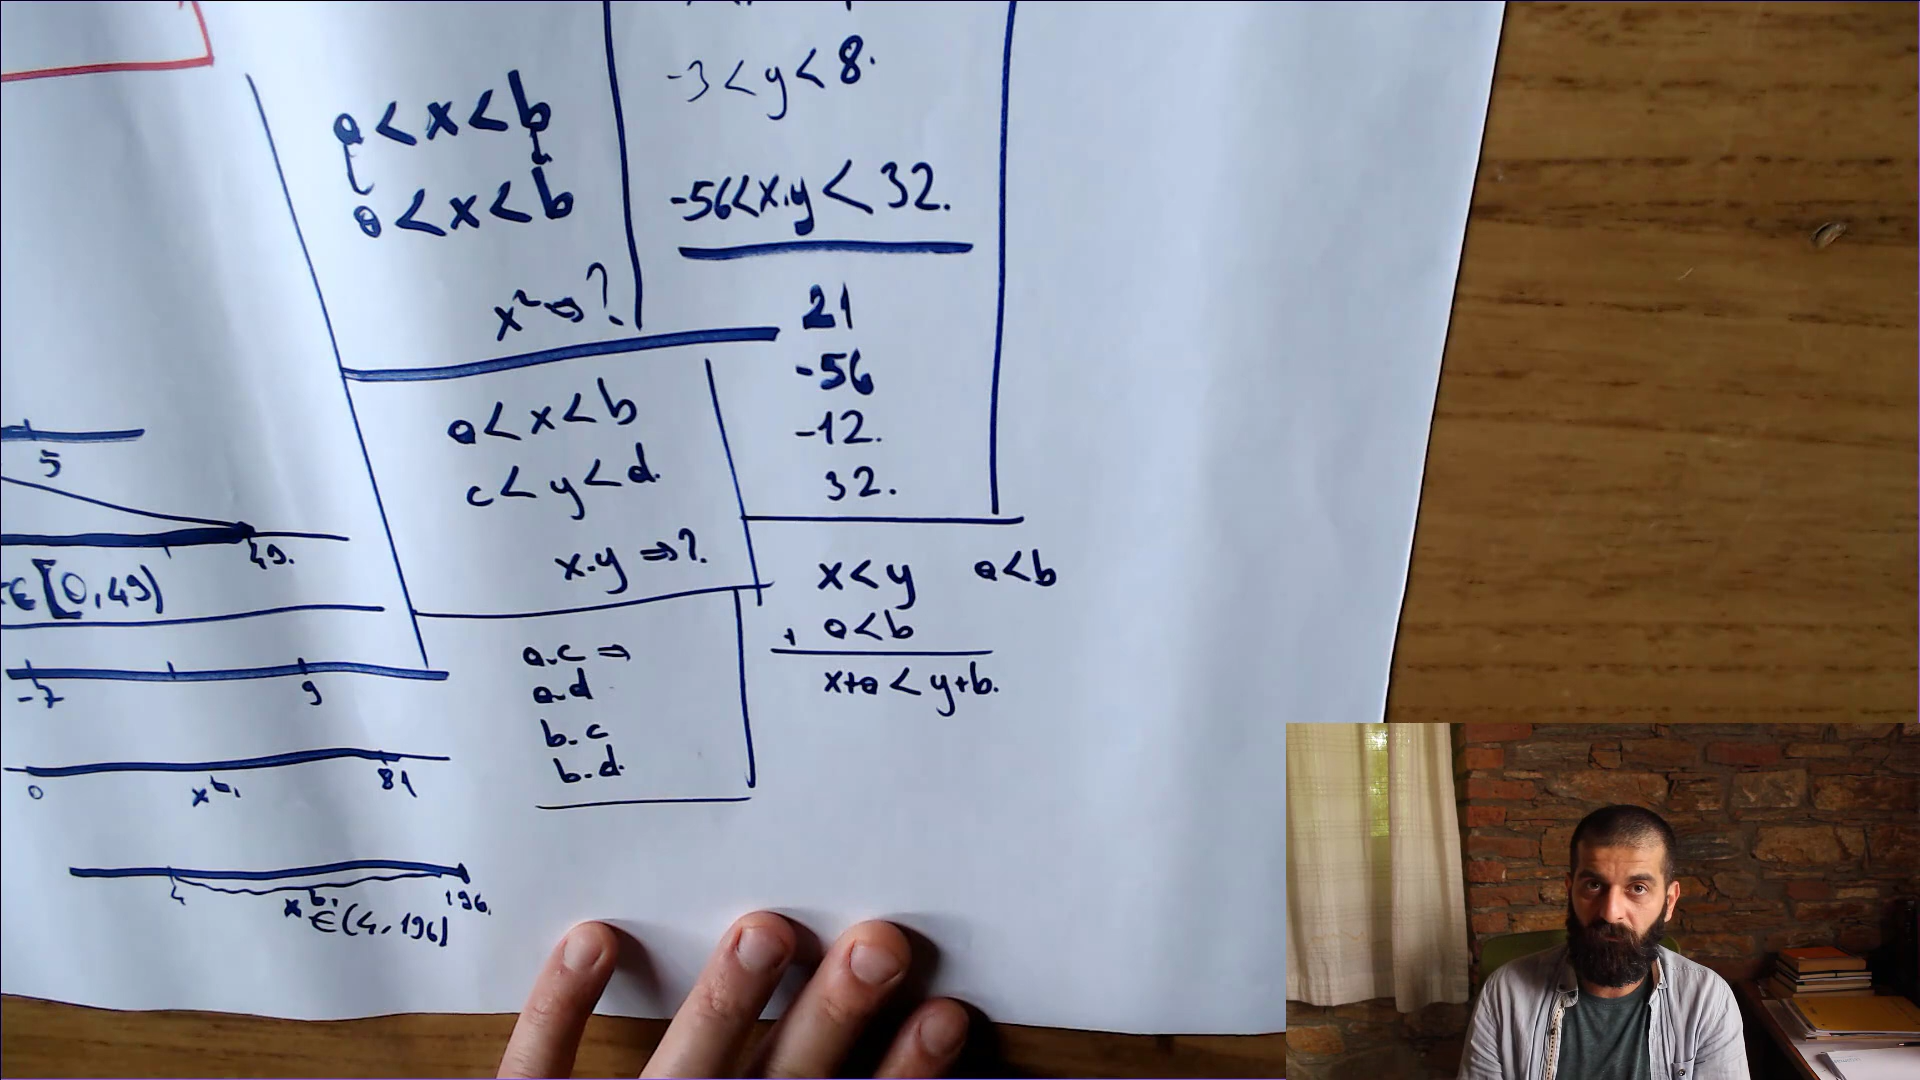 a<x<b
a<x<b
x² ⇒ ?
-3<y<8.
-56<x.y<32.
21
-56
-12.
32.
a<x<b
c<y<d.
x.y ⇒ ?
a.c ⇒
a.d
b.c
b.d.
x<y a<b
+ a<b
x+a<y+b.
5
49.
∈[0,49)
-7 9
0 81
4 196.
∈(4,196)